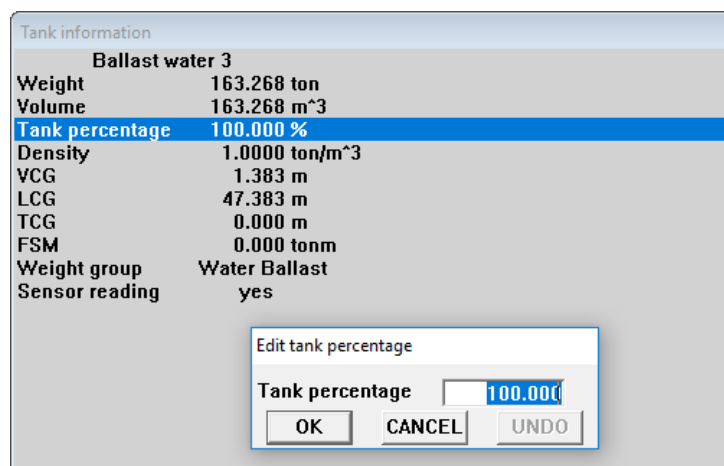 Tank information
Ballast water 3
Weight 163.268 ton
Volume 163.268 m^3
Tank percentage 100.000 %
Density 1.0000 ton/m^3
VCG 1.383 m
LCG 47.383 m
TCG 0.000 m
FSM 0.000 tonm
Weight group Water Ballast
Sensor reading yes
Edit tank percentage
Tank percentage 100.000
OK CANCEL UNDO